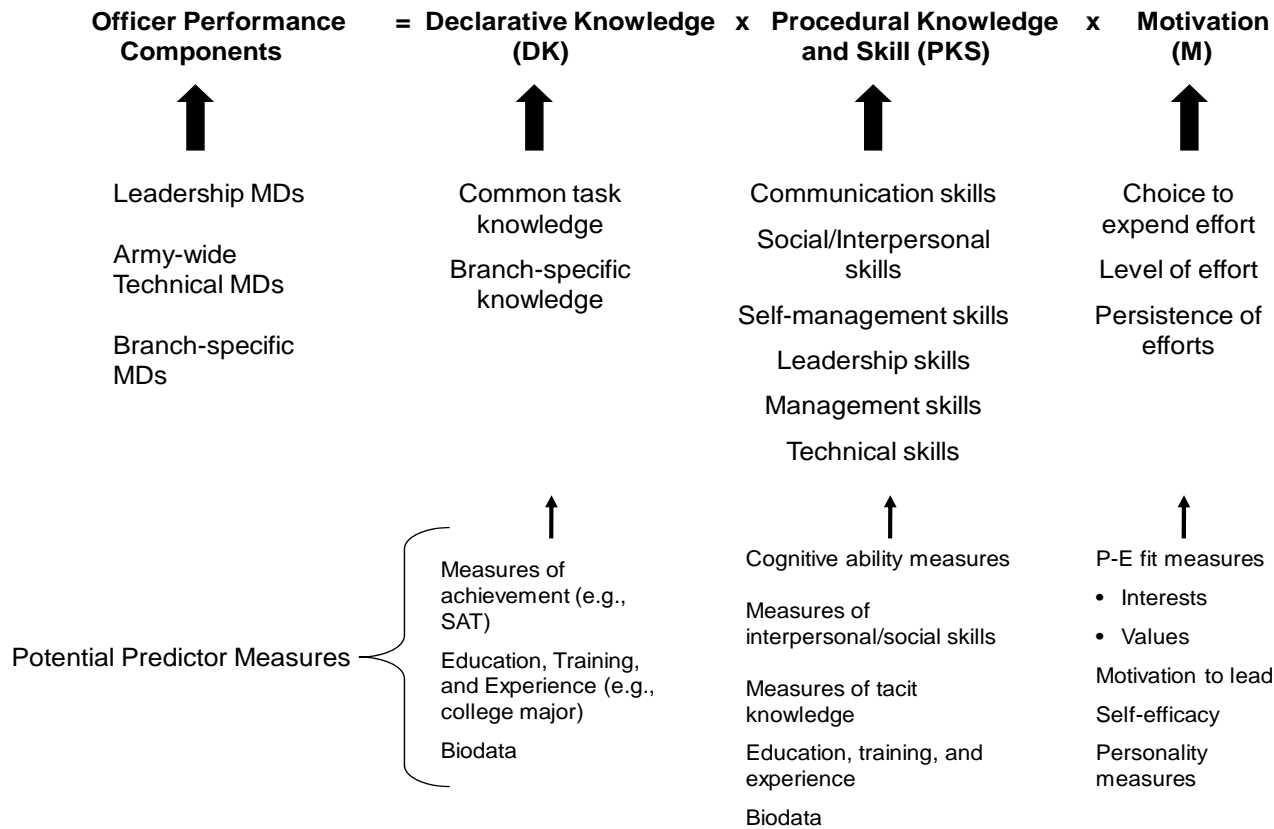 Officer Performance Components
= Declarative Knowledge (DK)
x
Procedural Knowledge and Skill (PKS)
x
Motivation (M)
Leadership MDs
Army-wide
Technical MDs
Branch-specific
MDs
Common task
knowledge
Branch-specific
knowledge
Communication skills
Social/Interpersonal
skills
Self-management skills
Leadership skills
Management skills
Technical skills
Choice to
expend effort
Level of effort
Persistence of
efforts
Potential Predictor Measures
Measures of
achievement (e.g.,
SAT)
Education, Training,
and Experience (e.g.,
college major)
Biodata
Cognitive ability measures
Measures of
interpersonal/social skills
Measures of tacit
knowledge
Education, training, and
experience
Biodata
P-E fit measures
• Interests
• Values
Motivation to lead
Self-efficacy
Personality
measures